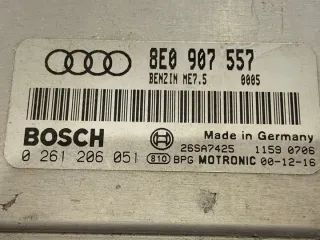 8E0 907 557
BENZIN ME7.5 0005
BOSCH Made in Germany
26SA7425 1159 0706
0 261 206 051 810 BPG MOTRONIC 00-12-16